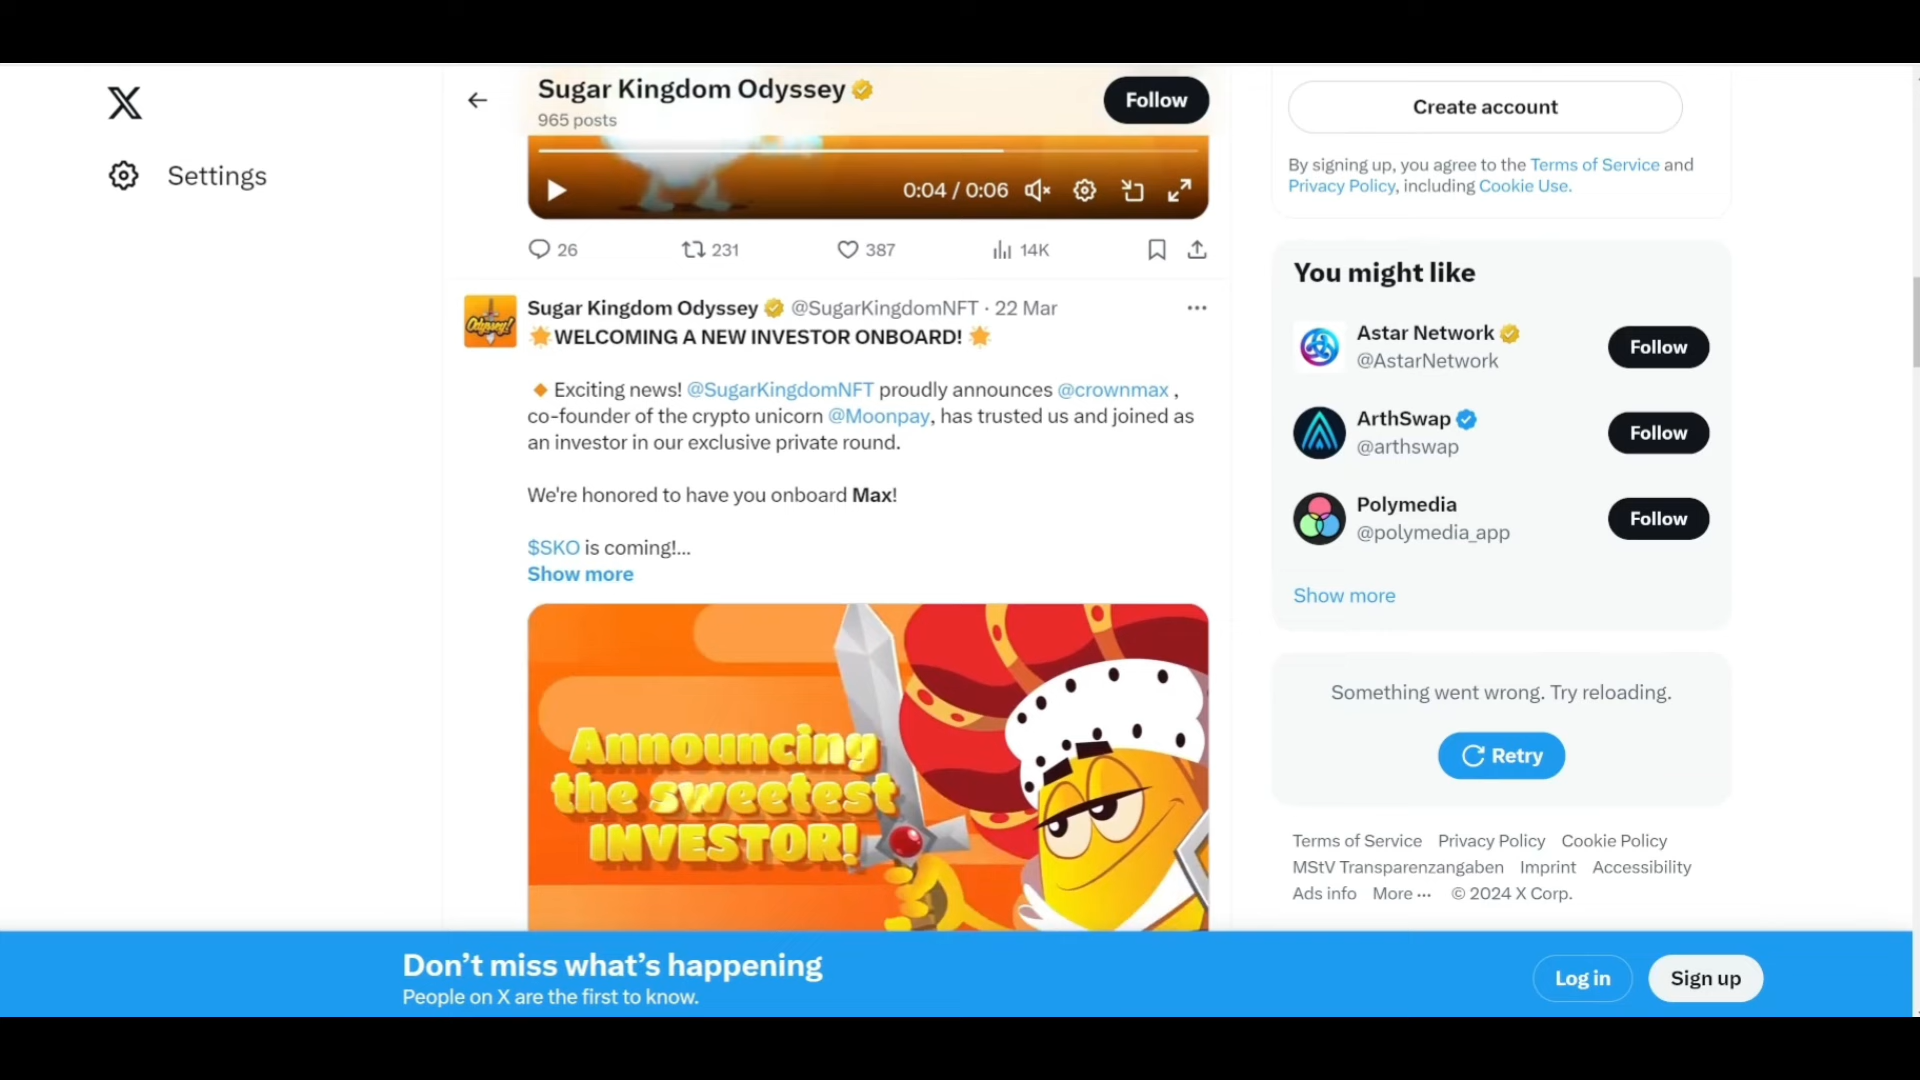 Sugar Kingdom Odyssey
965 posts
Follow
Settings
0:04 / 0:06
26
231
387
14K
Sugar Kingdom Odyssey @SugarKingdomNFT · 22 Mar
🌟WELCOMING A NEW INVESTOR ONBOARD! 🌟
🔸Exciting news! @SugarKingdomNFT proudly announces @crownmax ,
co-founder of the crypto unicorn @Moonpay, has trusted us and joined as
an investor in our exclusive private round.
We're honored to have you onboard Max!
$SKO is coming!...
Show more
Odyssey!
Announcing
the sweetest
INVESTOR!
Create account
By signing up, you agree to the Terms of Service and
Privacy Policy, including Cookie Use.
You might like
Astar Network
@AstarNetwork
Follow
ArthSwap
@arthswap
Follow
Polymedia
@polymedia_app
Follow
Show more
Something went wrong. Try reloading.
Retry
Terms of Service Privacy Policy Cookie Policy
MStV Transparenzangaben Imprint Accessibility
Ads info More ··· © 2024 X Corp.
Don’t miss what’s happening
People on X are the first to know.
Log in
Sign up